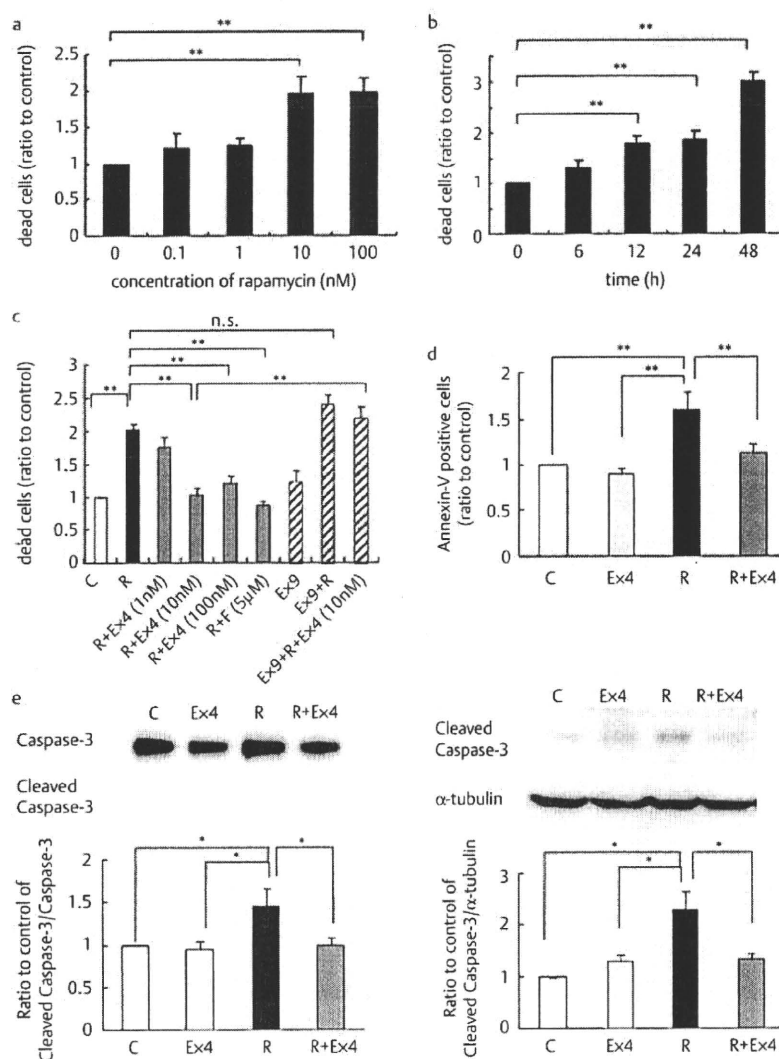 a
**
**
dead cells (ratio to control)
2.5
2
1.5
1
0.5
0
0 0.1 1 10 100
concentration of rapamycin (nM)
b
**
**
**
dead cells (ratio to control)
3
2
1
0
0 6 12 24 48
time (h)
c
n.s.
**
**
** ** **
dead cells (ratio to control)
3
2.5
2
1.5
1
0.5
0
C
R
R+Ex4 (1nM)
R+Ex4 (10nM)
R+Ex4 (100nM)
R+F (5μM)
Ex9
Ex9+R
Ex9+R+Ex4 (10nM)
d
** **
**
Annexin-V positive cells
(ratio to control)
2
1.5
1
0.5
0
C Ex4 R R+Ex4
e
C Ex4 R R+Ex4
Caspase-3
Cleaved
Caspase-3
* *
*
Ratio to control of
Cleaved Caspase-3/Caspase-3
2
1.5
1
0.5
0
C Ex4 R R+Ex4
C Ex4 R R+Ex4
Cleaved
Caspase-3
α-tubulin
* *
*
Ratio to control of
Cleaved Caspase-3/α-tubulin
3
2
1
0
C Ex4 R R+Ex4